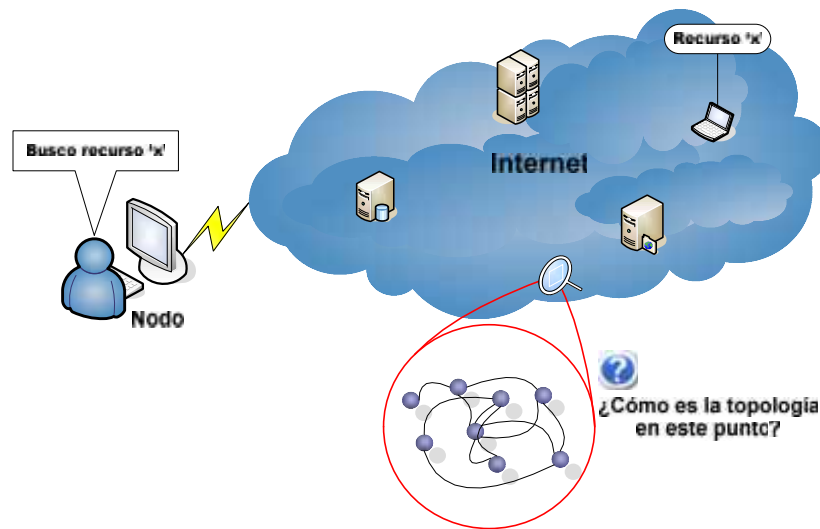 Recurso 'x'
Busco recurso 'x'
Internet
Nodo
¿Cómo es la topología
en este punto?